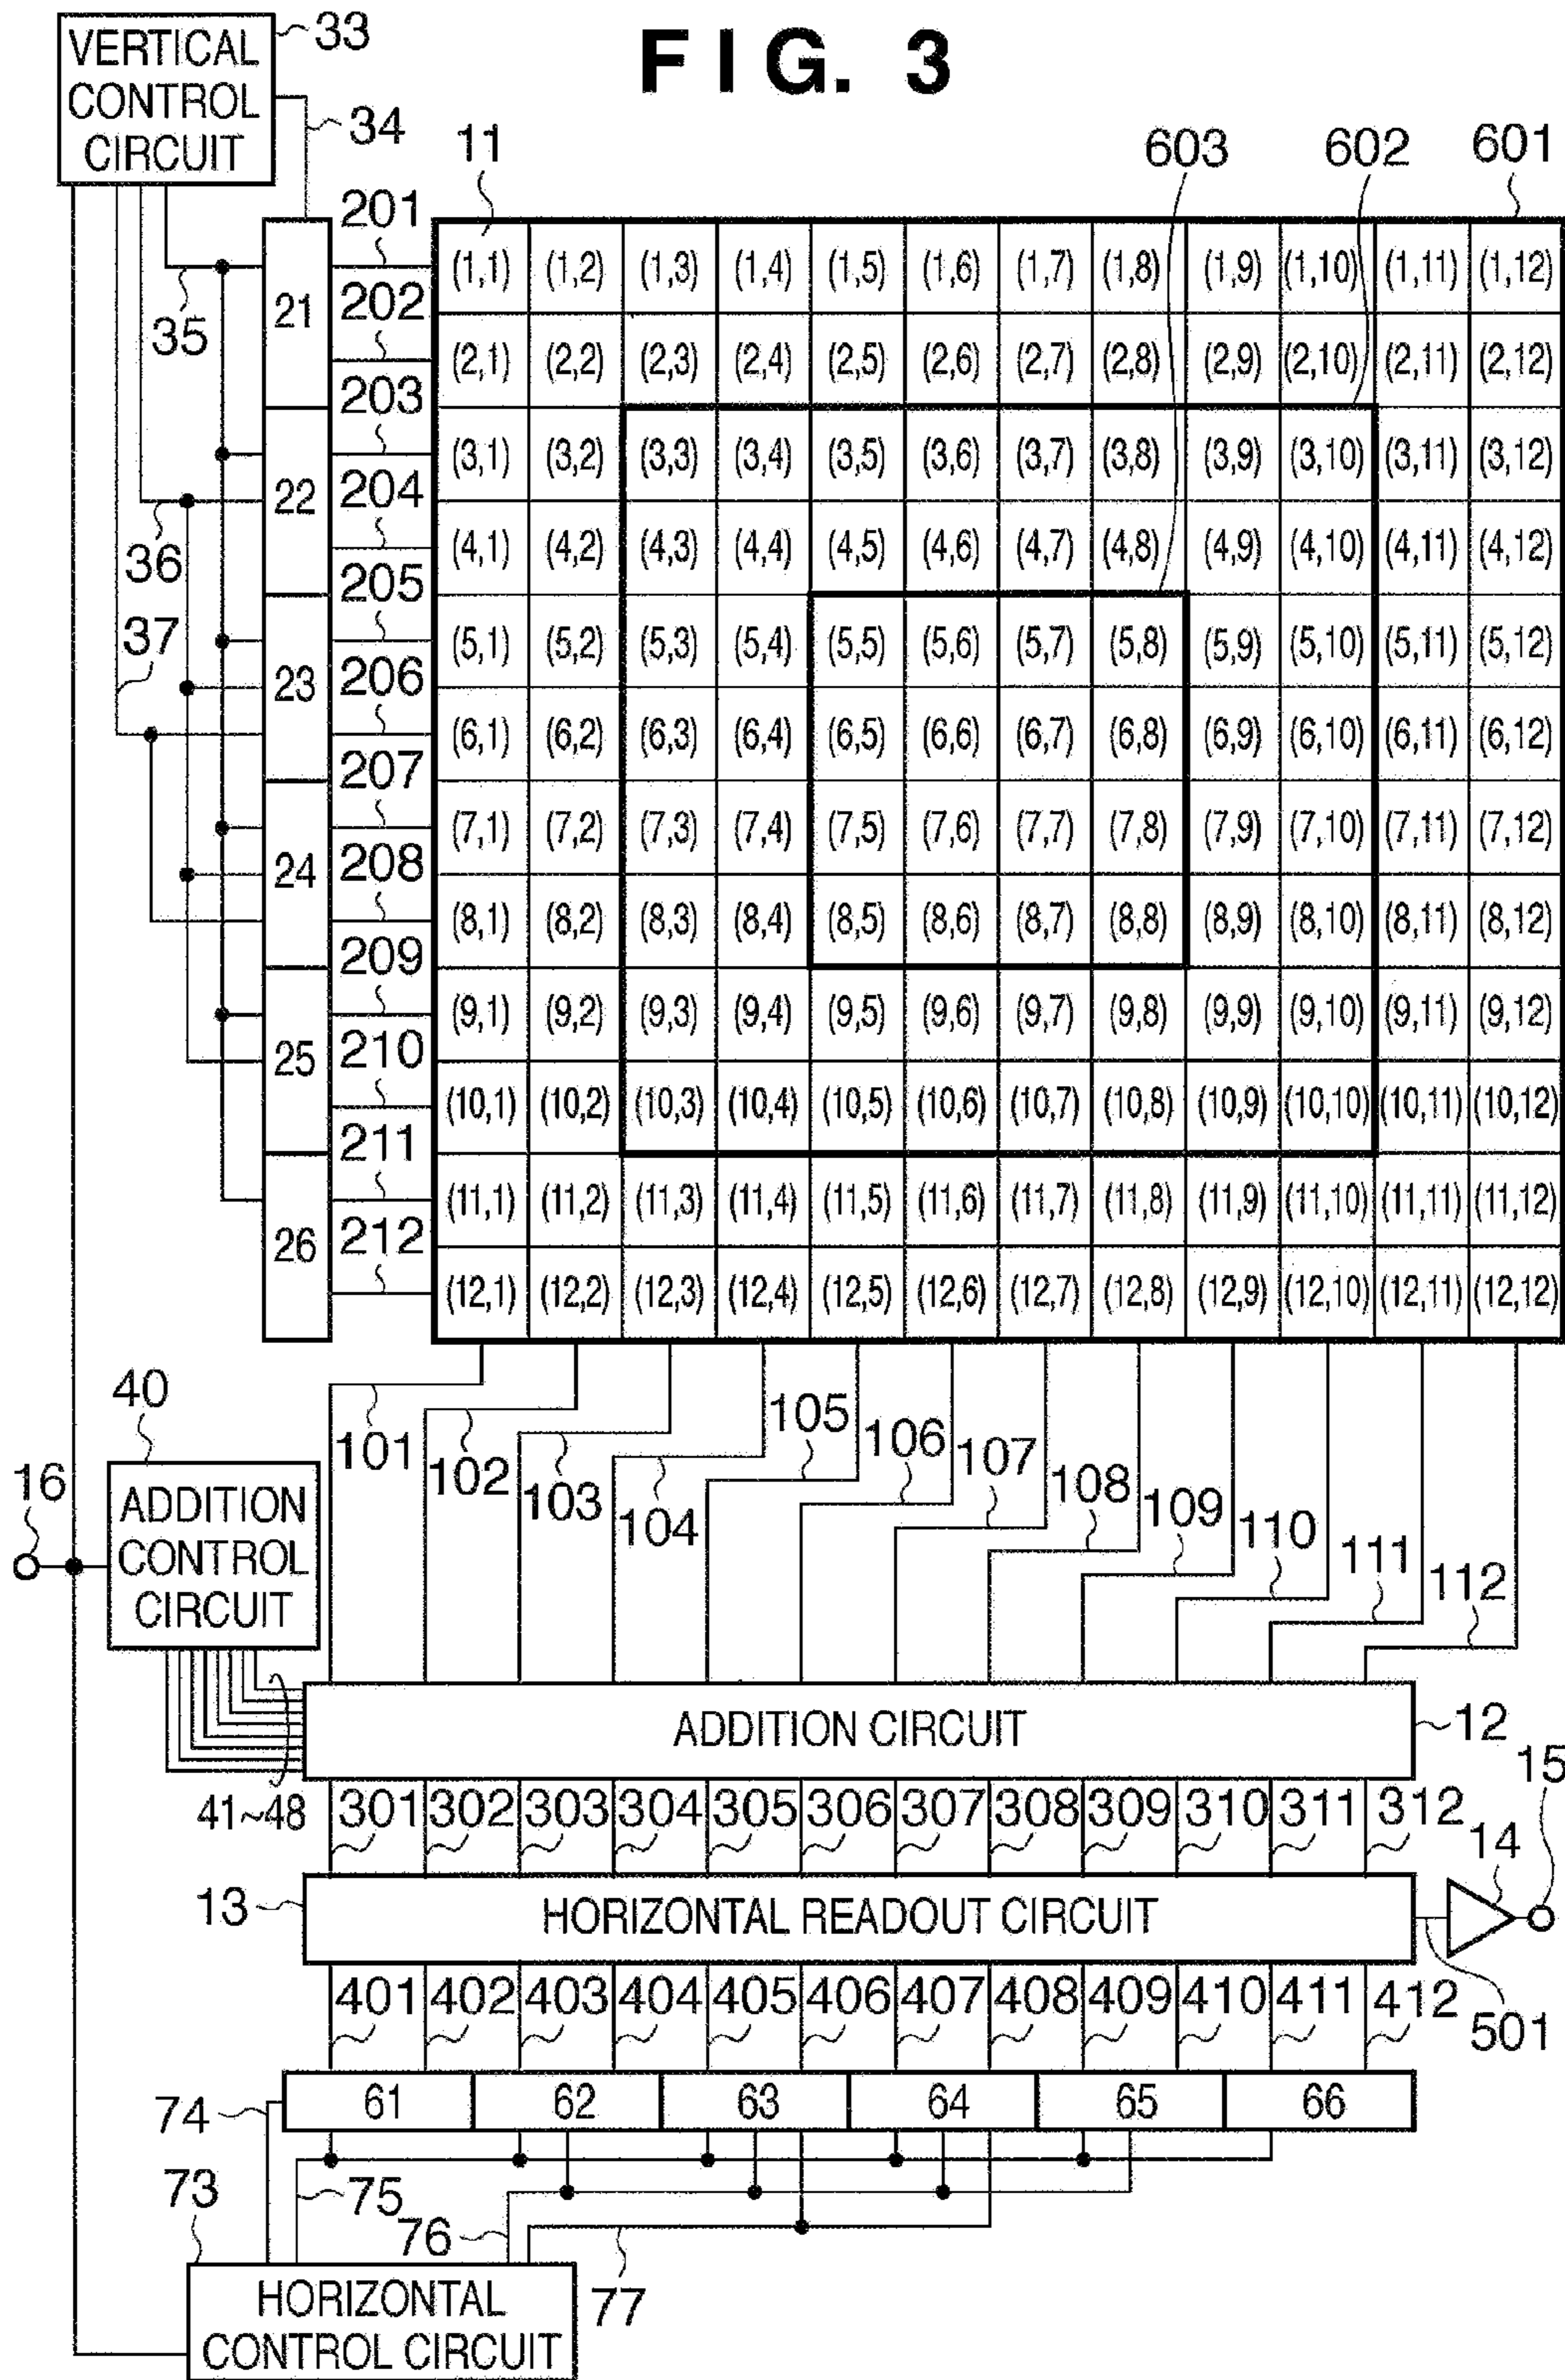 FIG. 3
VERTICAL
CONTROL
CIRCUIT
33
34
11
603
602
601
35
36
37
21
22
23
24
25
26
201
202
203
204
205
206
207
208
209
210
211
212
(1,1) (1,2) (1,3) (1,4) (1,5) (1,6) (1,7) (1,8) (1,9) (1,10) (1,11) (1,12)
(2,1) (2,2) (2,3) (2,4) (2,5) (2,6) (2,7) (2,8) (2,9) (2,10) (2,11) (2,12)
(3,1) (3,2) (3,3) (3,4) (3,5) (3,6) (3,7) (3,8) (3,9) (3,10) (3,11) (3,12)
(4,1) (4,2) (4,3) (4,4) (4,5) (4,6) (4,7) (4,8) (4,9) (4,10) (4,11) (4,12)
(5,1) (5,2) (5,3) (5,4) (5,5) (5,6) (5,7) (5,8) (5,9) (5,10) (5,11) (5,12)
(6,1) (6,2) (6,3) (6,4) (6,5) (6,6) (6,7) (6,8) (6,9) (6,10) (6,11) (6,12)
(7,1) (7,2) (7,3) (7,4) (7,5) (7,6) (7,7) (7,8) (7,9) (7,10) (7,11) (7,12)
(8,1) (8,2) (8,3) (8,4) (8,5) (8,6) (8,7) (8,8) (8,9) (8,10) (8,11) (8,12)
(9,1) (9,2) (9,3) (9,4) (9,5) (9,6) (9,7) (9,8) (9,9) (9,10) (9,11) (9,12)
(10,1) (10,2) (10,3) (10,4) (10,5) (10,6) (10,7) (10,8) (10,9) (10,10) (10,11) (10,12)
(11,1) (11,2) (11,3) (11,4) (11,5) (11,6) (11,7) (11,8) (11,9) (11,10) (11,11) (11,12)
(12,1) (12,2) (12,3) (12,4) (12,5) (12,6) (12,7) (12,8) (12,9) (12,10) (12,11) (12,12)
40
16
ADDITION
CONTROL
CIRCUIT
101 102 103 104 105 106 107 108 109 110 111 112
ADDITION CIRCUIT
12
15
41~48
301 302 303 304 305 306 307 308 309 310 311 312
14
13
HORIZONTAL READOUT CIRCUIT
401 402 403 404 405 406 407 408 409 410 411 412
501
74
61 62 63 64 65 66
73
75
76
77
HORIZONTAL
CONTROL CIRCUIT